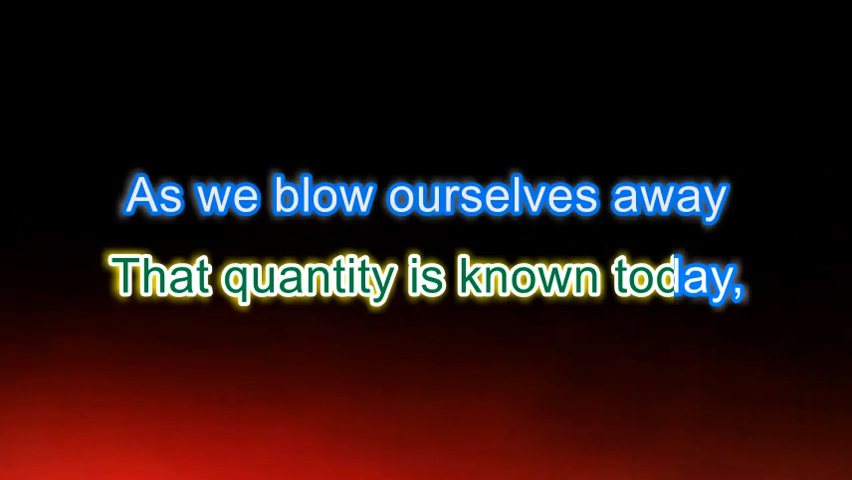 As we blow ourselves away
That quantity is known today,